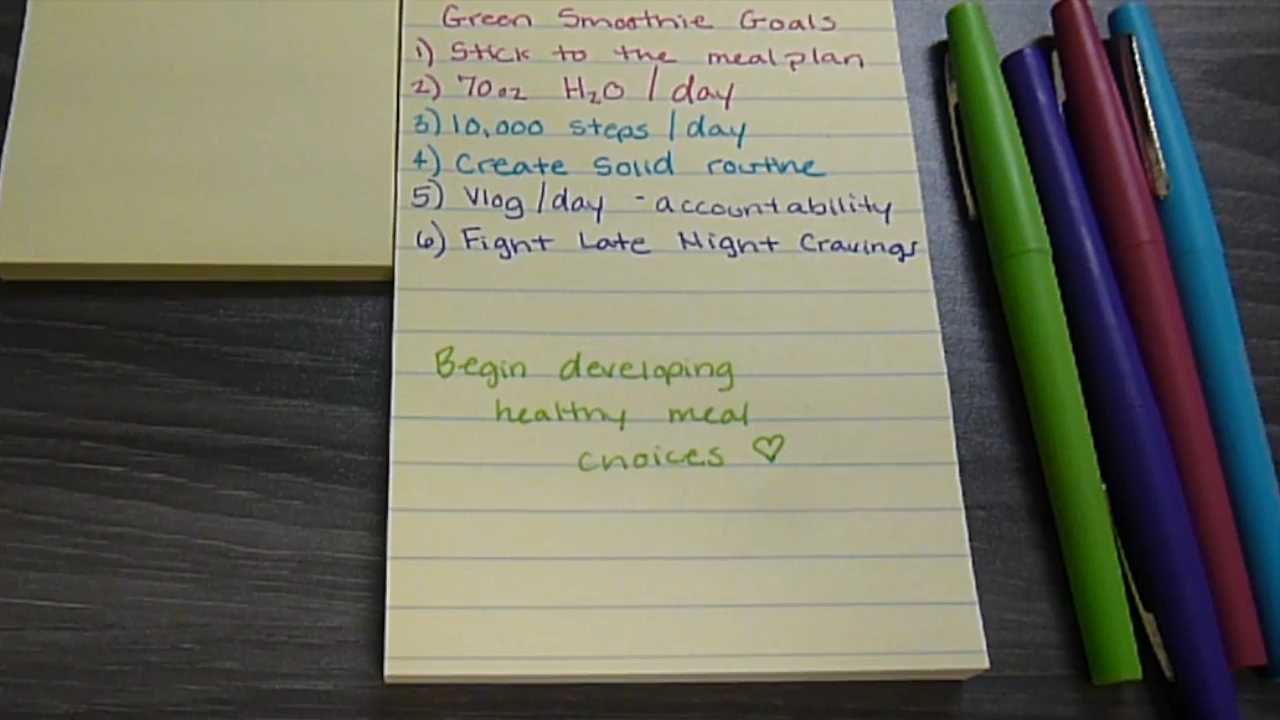 Green Smoothie Goals
1) Stick to the meal plan
2) 70oz H₂O / day
3) 10,000 steps / day
4) Create Solid routine
5) Vlog / day - accountability
6) Fight Late Night Cravings
Begin developing
healthy meal
choices ♡